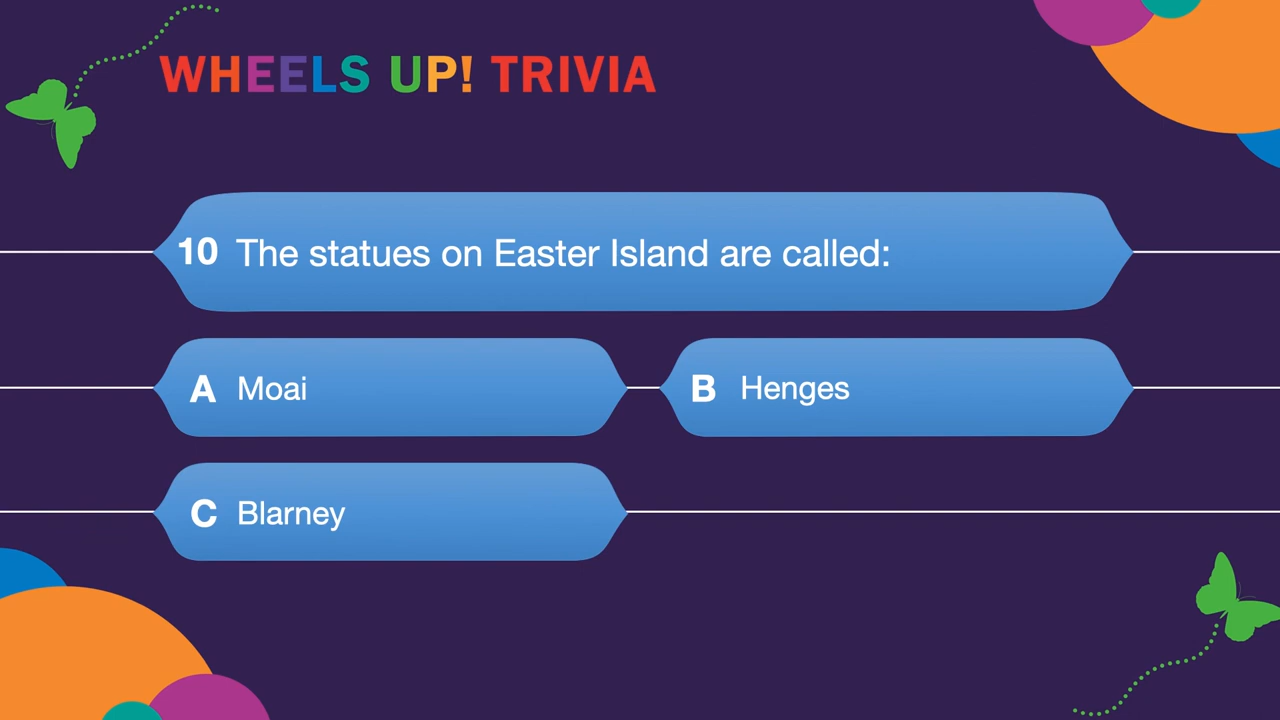 WHEELS UP! TRIVIA
10 The statues on Easter Island are called:
A Moai
B Henges
C Blarney